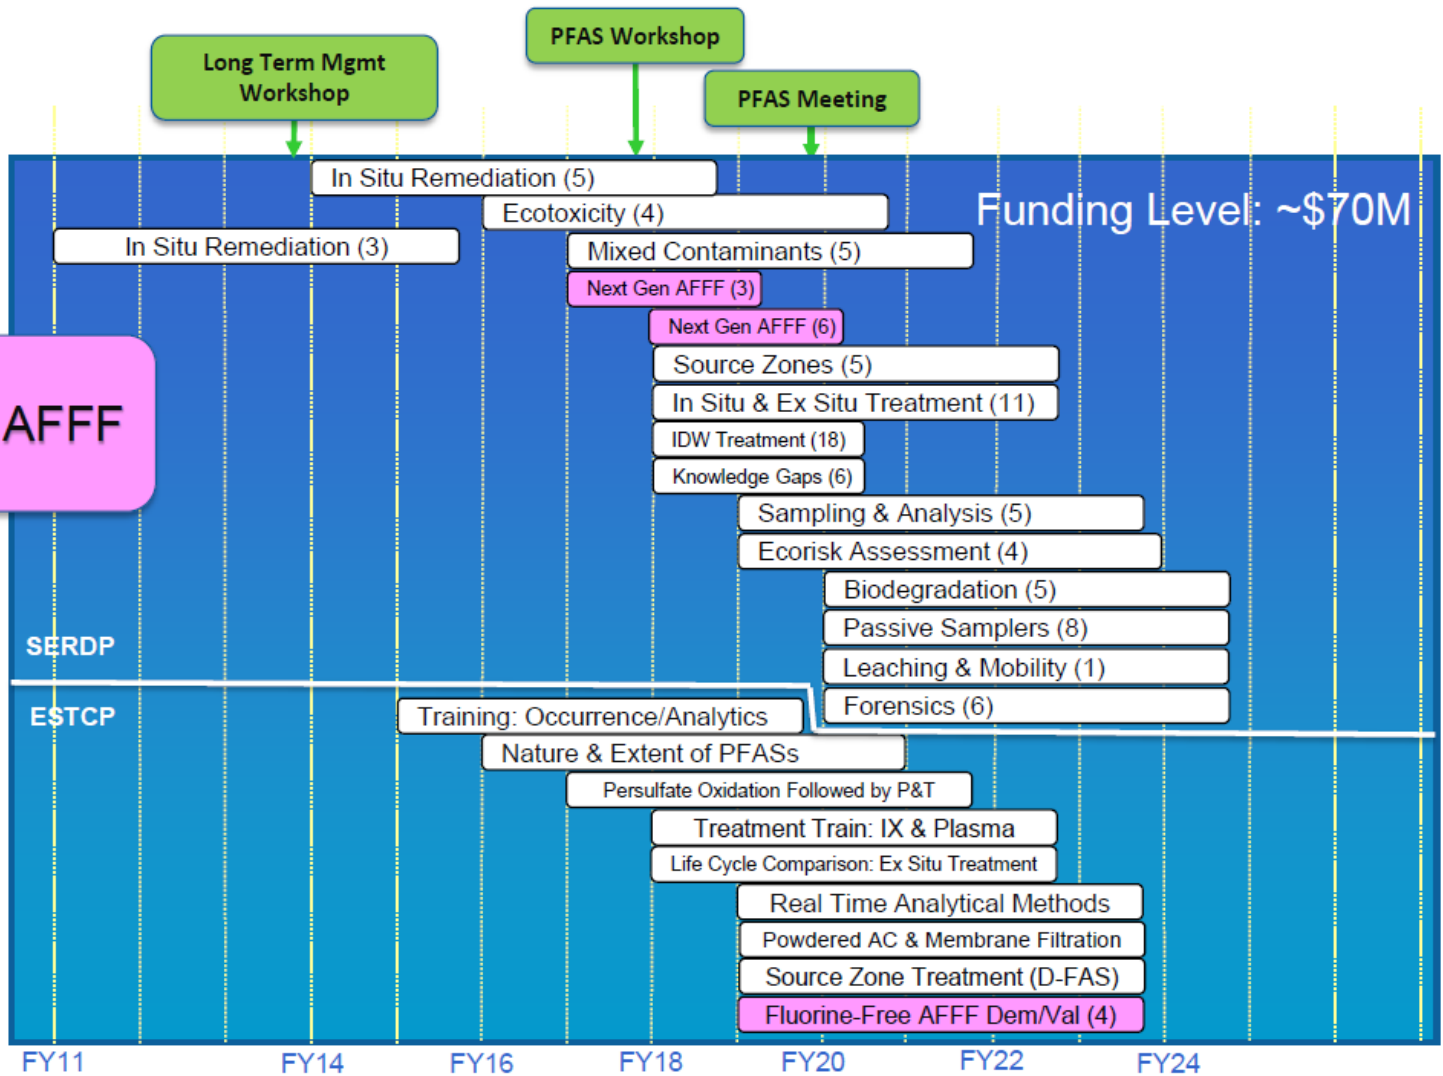 PFAS Workshop
Long Term Mgmt
Workshop
PFAS Meeting
In Situ Remediation (5)
Funding Level: ~$70M
Ecotoxicity (4)
In Situ Remediation (3)
Mixed Contaminants (5)
Next Gen AFFF (3)
Next Gen AFFF (6)
Source Zones (5)
AFFF
In Situ & Ex Situ Treatment (11)
IDW Treatment (18)
Knowledge Gaps (6)
Sampling & Analysis (5)
Ecorisk Assessment (4)
Biodegradation (5)
Passive Samplers (8)
SERDP
Leaching & Mobility (1)
Forensics (6)
ESTCP
Training: Occurrence/Analytics
Nature & Extent of PFASs
Persulfate Oxidation Followed by P&T
Treatment Train: IX & Plasma
Life Cycle Comparison: Ex Situ Treatment
Real Time Analytical Methods
Powdered AC & Membrane Filtration
Source Zone Treatment (D-FAS)
Fluorine-Free AFFF Dem/Val (4)
FY11 FY14 FY16 FY18 FY20 FY22 FY24